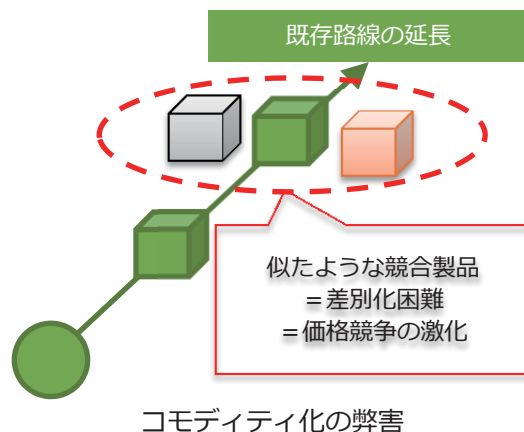 既存路線の延長
似たような競合製品
＝差別化困難
＝価格競争の激化
コモディティ化の弊害